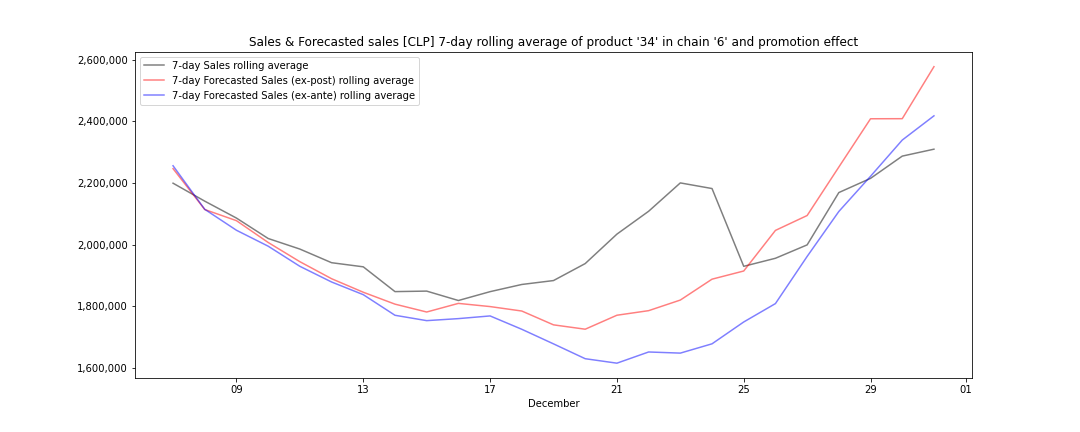 Sales & Forecasted sales [CLP] 7-day rolling average of product '34' in chain '6' and promotion effect
7-day Sales rolling average
7-day Forecasted Sales (ex-post) rolling average
7-day Forecasted Sales (ex-ante) rolling average
2,600,000
2,400,000
2,200,000
2,000,000
1,800,000
1,600,000
09 13 17 21 25 29 01
December